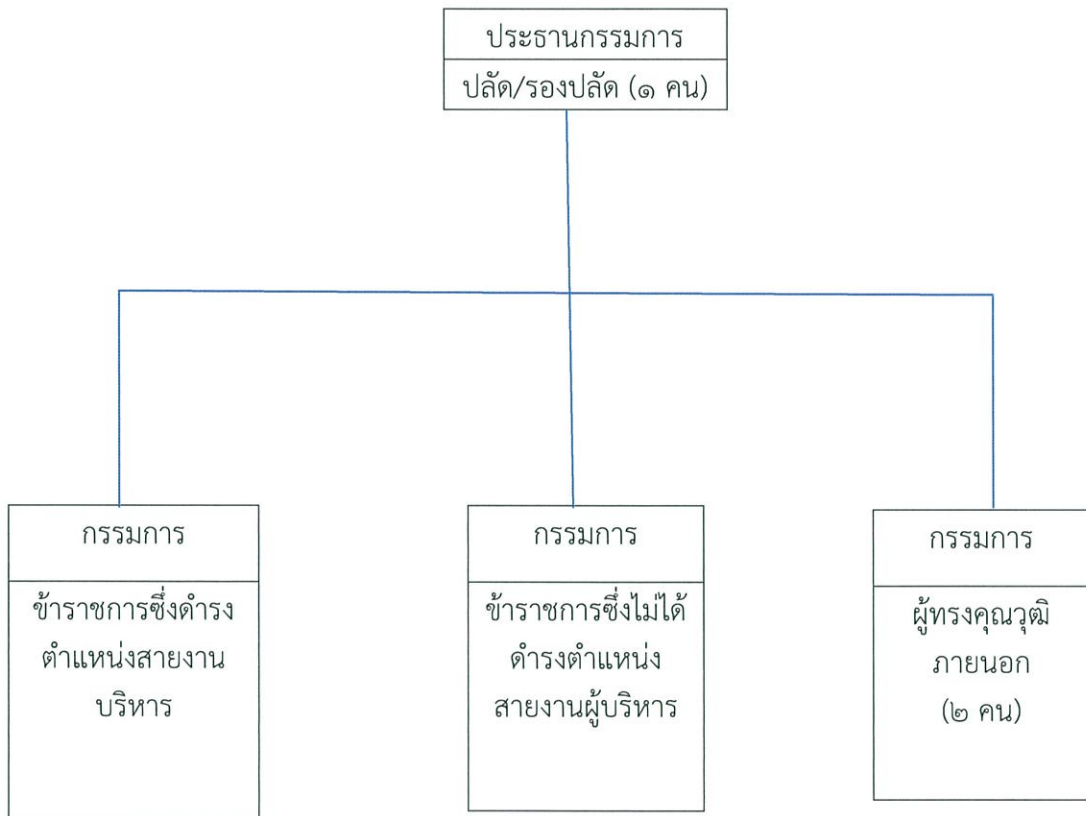 ประธานกรรมการ
ปลัด/รองปลัด (๑ คน)
กรรมการ
ข้าราชการซึ่งดำรง
ตำแหน่งสายงาน
บริหาร
กรรมการ
ข้าราชการซึ่งไม่ได้
ดำรงตำแหน่ง
สายงานผู้บริหาร
กรรมการ
ผู้ทรงคุณวุฒิ
ภายนอก
(๒ คน)